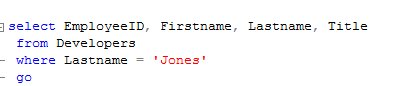 select EmployeeID, Firstname, Lastname, Title
from Developers
where Lastname = 'Jones'
go